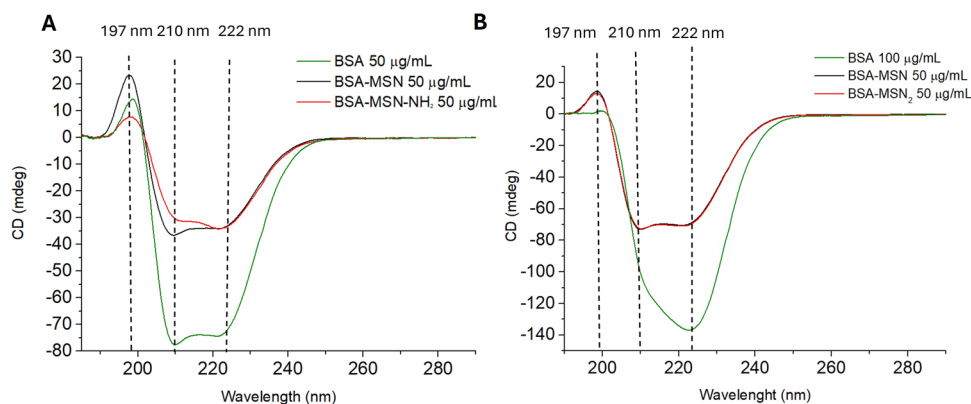 A
197 nm 210 nm 222 nm
BSA 50 µg/mL
BSA-MSN 50 µg/mL
BSA-MSN-NH₂ 50 µg/mL
30
20
10
0
-10
-20
-30
-40
-50
-60
-70
-80
CD (mdeg)
200 220 240 260 280
Wavelength (nm)
B
197 nm 210 nm 222 nm
BSA 100 µg/mL
BSA-MSN 50 µg/mL
BSA-MSN₂ 50 µg/mL
20
0
-20
-40
-60
-80
-100
-120
-140
CD (mdeg)
200 220 240 260 280
Wavelenght (nm)